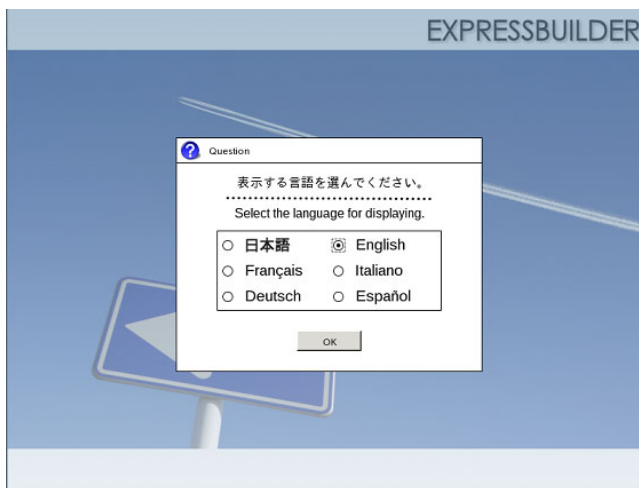 EXPRESSBUILDER
Question
表示する言語を選んでください。
Select the language for displaying.
日本語 English
Français Italiano
Deutsch Español
OK